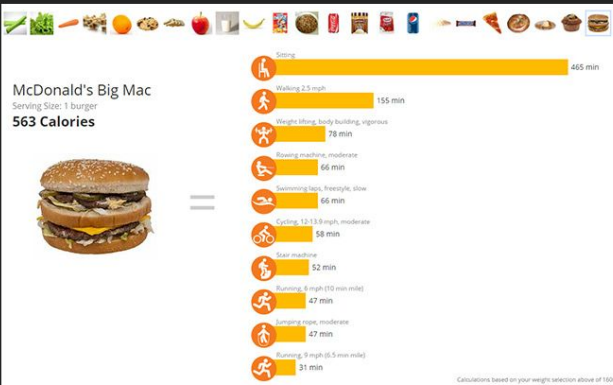 Sitting
465 min
McDonald's Big Mac
Serving Size: 1 burger
563 Calories
=
Walking 2.5 mph
155 min
Weight lifting, body building, vigorous
78 min
Rowing machine, moderate
66 min
Swimming laps, freestyle, slow
66 min
Cycling, 12-13.9 mph, moderate
58 min
Stair machine
52 min
Running, 6 mph (10 min mile)
47 min
Jumping rope, moderate
47 min
Running, 9 mph (6.5 min mile)
31 min
Calculations based on your weight selection above of 160